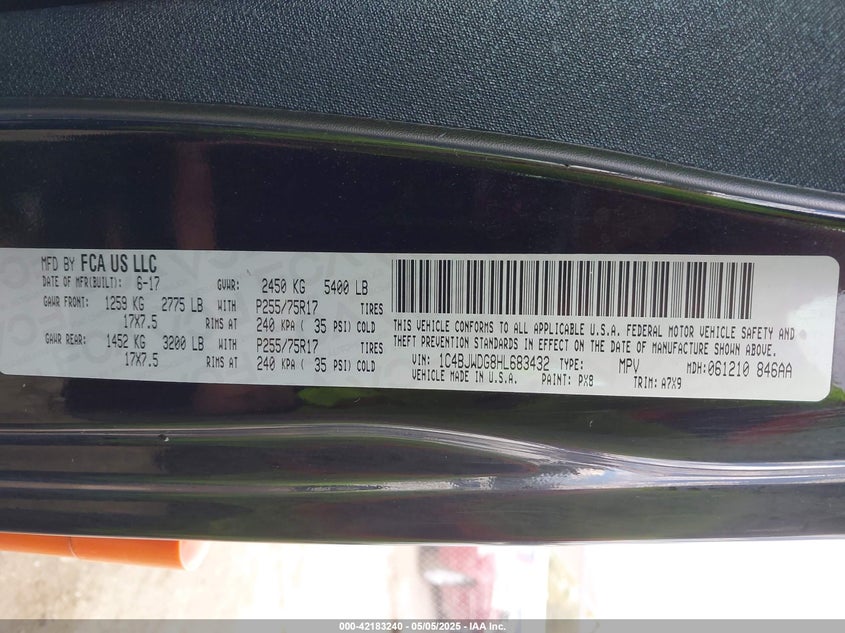 MFD BY FCA US LLC
DATE OF MFR(BUILT): 6-17 GVWR: 2450 KG 5400 LB
GAWR FRONT: 1259 KG 2775 LB WITH P255/75R17 TIRES
17X7.5 RIMS AT 240 KPA ( 35 PSI) COLD
GAWR REAR: 1452 KG 3200 LB WITH P255/75R17 TIRES
17X7.5 RIMS AT 240 KPA ( 35 PSI) COLD
THIS VEHICLE CONFORMS TO ALL APPLICABLE U.S.A. FEDERAL MOTOR VEHICLE SAFETY AND
THEFT PREVENTION STANDARDS IN EFFECT ON THE DATE OF MANUFACTURE SHOWN ABOVE.
VIN: 1C4BJWDG8HL683432 TYPE: MPV MDH:061210 846AA
VEHICLE MADE IN U.S.A. PAINT: PX8 TRIM: A7X9
000-42183240 - 05/05/2025 - IAA Inc.